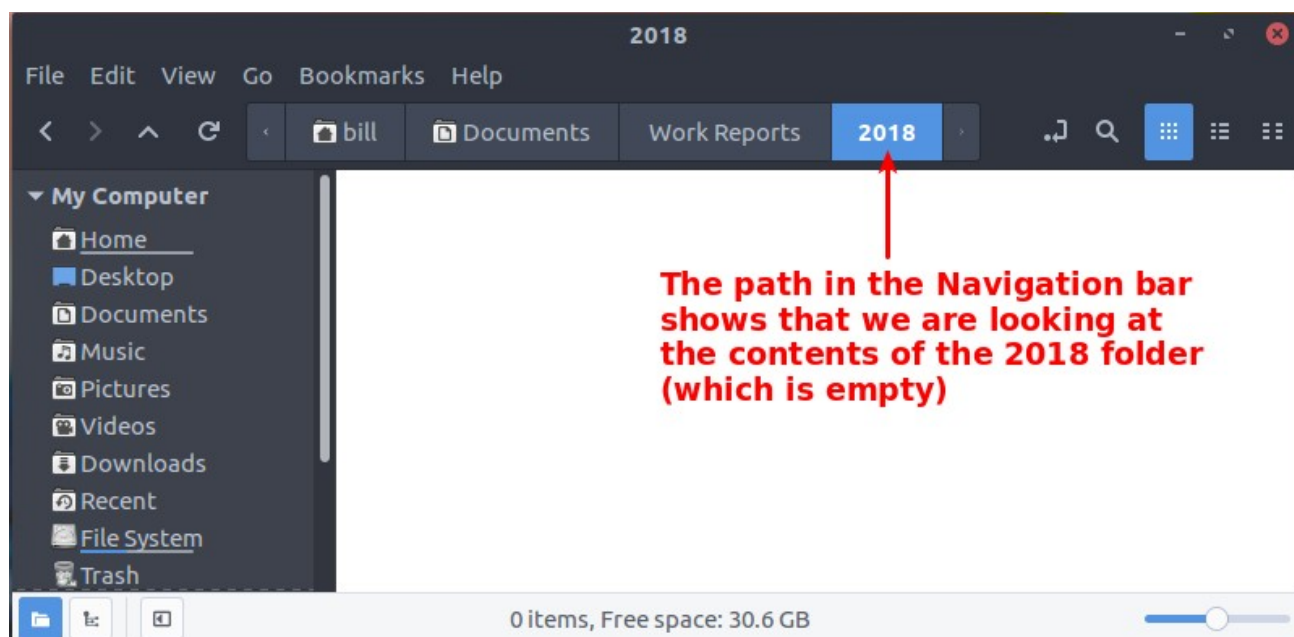 2018
File Edit View Go Bookmarks Help
bill Documents Work Reports 2018
My Computer
Home
Desktop
Documents
Music
Pictures
Videos
Downloads
Recent
File System
Trash
The path in the Navigation bar
shows that we are looking at
the contents of the 2018 folder
(which is empty)
0 items, Free space: 30.6 GB